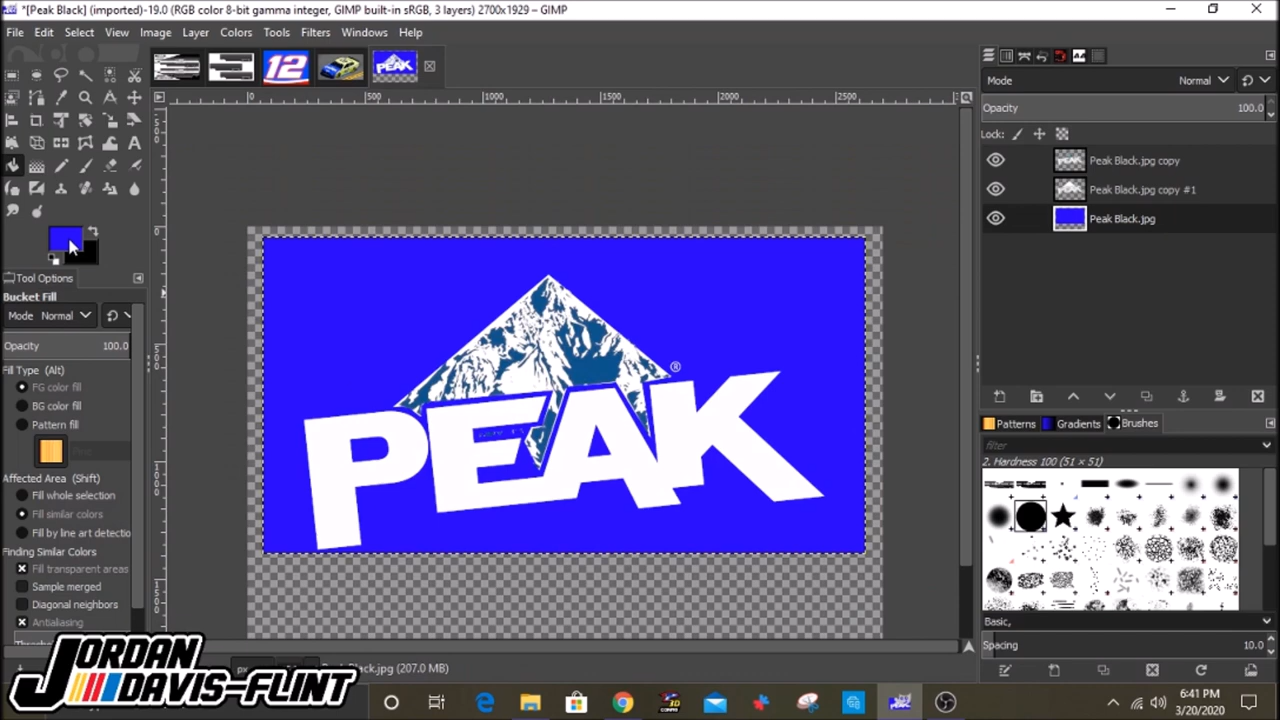 *[Peak Black] (imported)-19.0 (RGB color 8-bit gamma integer, GIMP built-in sRGB, 3 layers) 2700x1929 – GIMP
File Edit Select View Image Layer Colors Tools Filters Windows Help
12
PEAK
Mode Normal
0 500 1000 1500 2000 2500
Opacity 100.0
Lock:
Peak Black.jpg copy
Peak Black.jpg copy #1
Peak Black.jpg
Tool Options
Bucket Fill
Mode Normal
Opacity 100.0
Fill Type (Alt)
FG color fill
BG color fill
Pattern fill
Affected Area (Shift)
Fill whole selection
Fill similar colors
Fill by line art detectio
Finding Similar Colors
Fill transparent areas
Sample merged
Diagonal neighbors
Antialiasing
PEAK ®
Patterns Gradients Brushes
filter
2. Hardness 100 (51 × 51)
Basic,
Spacing 10.0
Peak Black.jpg (207.0 MB)
JORDAN
DAVIS-FLINT
6:41 PM
3/20/2020